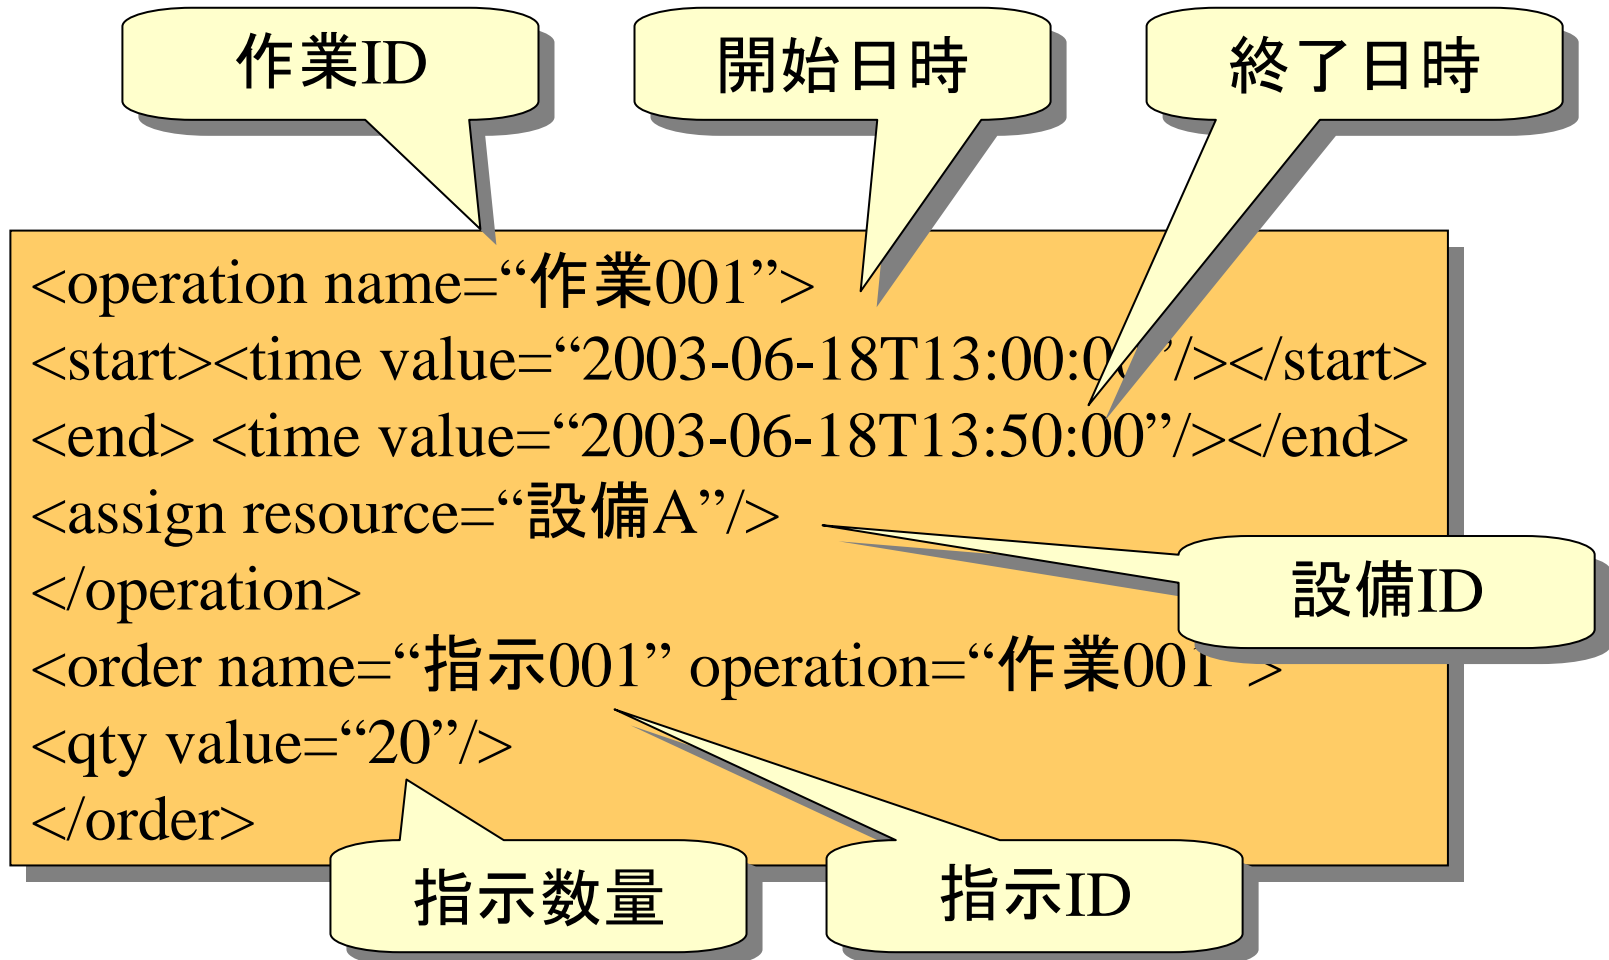 作業ID
開始日時
終了日時
<operation name=“作業001”>
<start><time value=“2003-06-18T13:00:00”/></start>
<end> <time value=“2003-06-18T13:50:00”/></end>
<assign resource=“設備A”/>
設備ID
</operation>
<order name=“指示001” operation=“作業001”>
<qty value=“20”/>
</order>
指示数量
指示ID